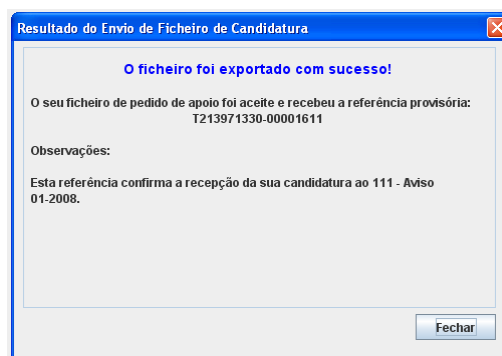 Resultado do Envio de Ficheiro de Candidatura
O ficheiro foi exportado com sucesso!
O seu ficheiro de pedido de apoio foi aceite e recebeu a referência provisória:
T213971330-00001611
Observações:
Esta referência confirma a recepção da sua candidatura ao 111 - Aviso
01-2008.
Fechar